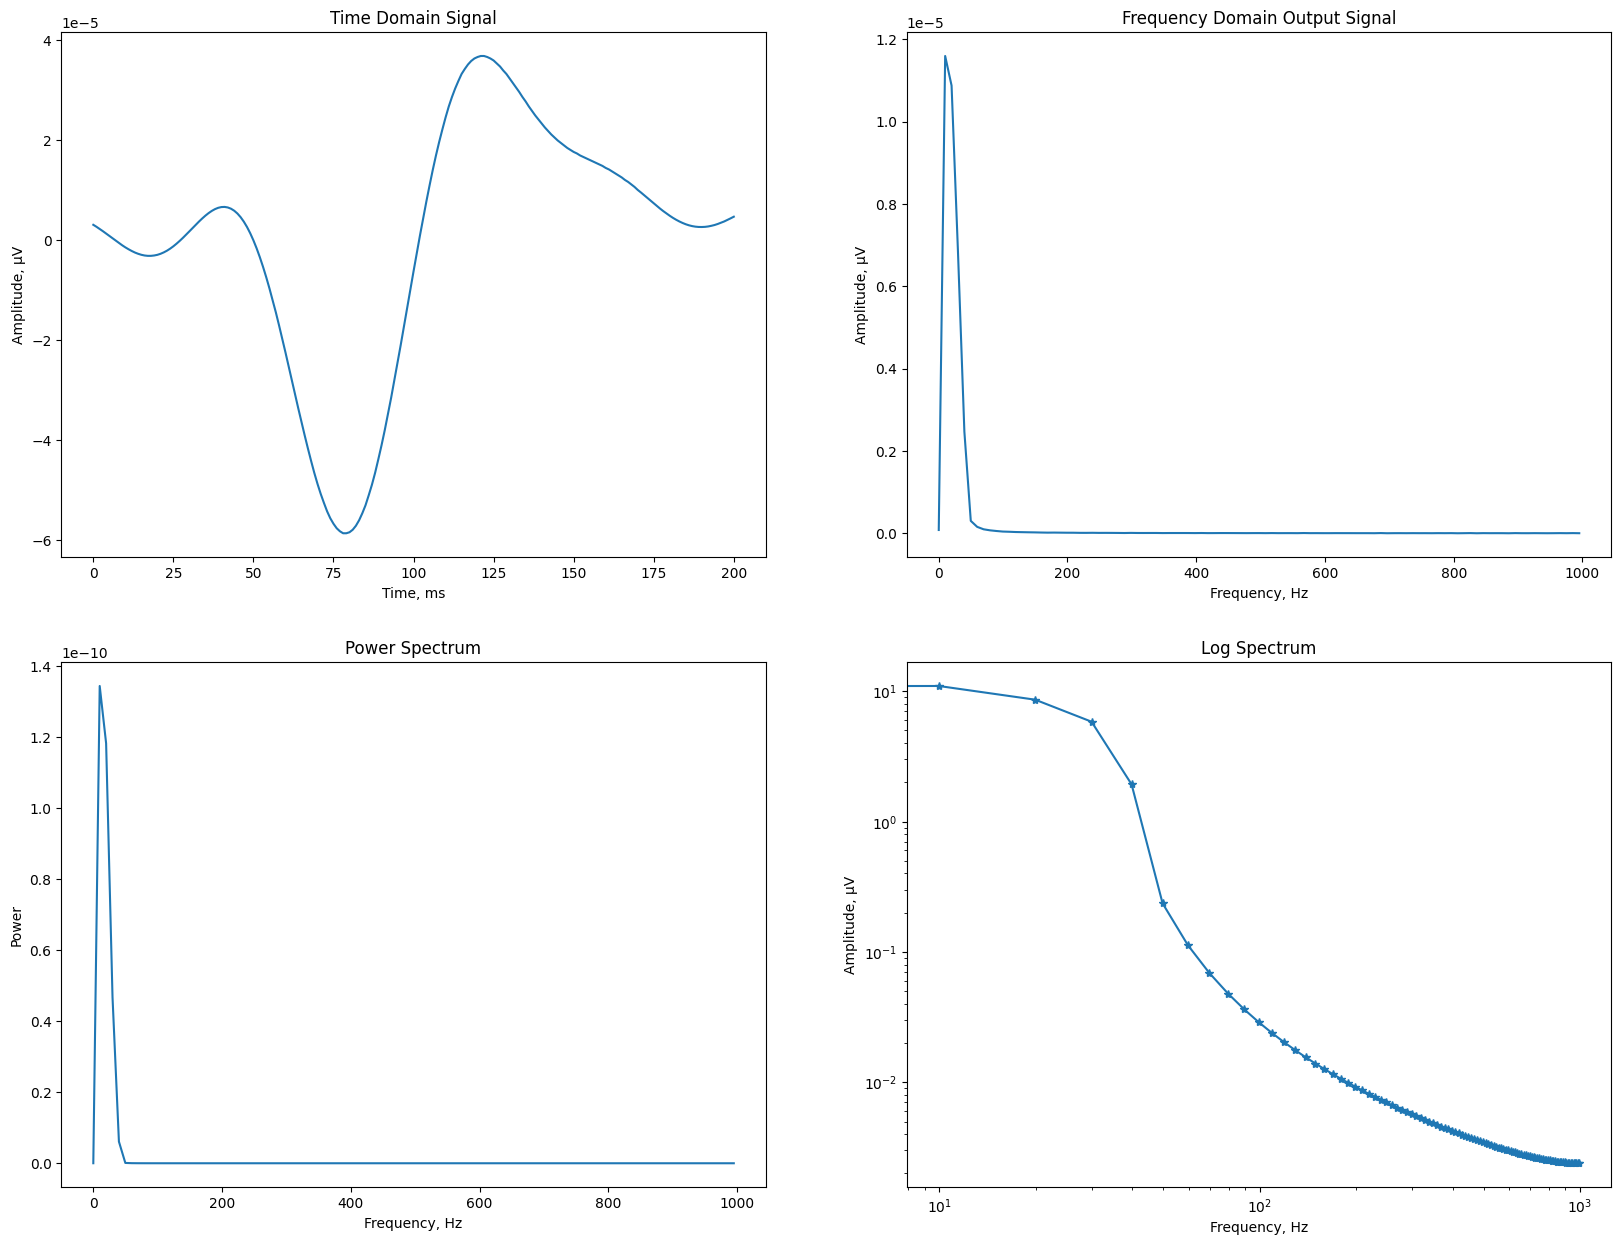 Time Domain Signal
1e−5
4
2
0
−2
−4
−6
Amplitude, µV
0 25 50 75 100 125 150 175 200
Time, ms
Frequency Domain Output Signal
1e−5
1.2
1.0
0.8
0.6
0.4
0.2
0.0
Amplitude, µV
0 200 400 600 800 1000
Frequency, Hz
Power Spectrum
1e−10
1.4
1.2
1.0
0.8
0.6
0.4
0.2
0.0
Power
0 200 400 600 800 1000
Frequency, Hz
Log Spectrum
10¹
10⁰
10⁻¹
10⁻²
Amplitude, µV
10¹ 10² 10³
Frequency, Hz